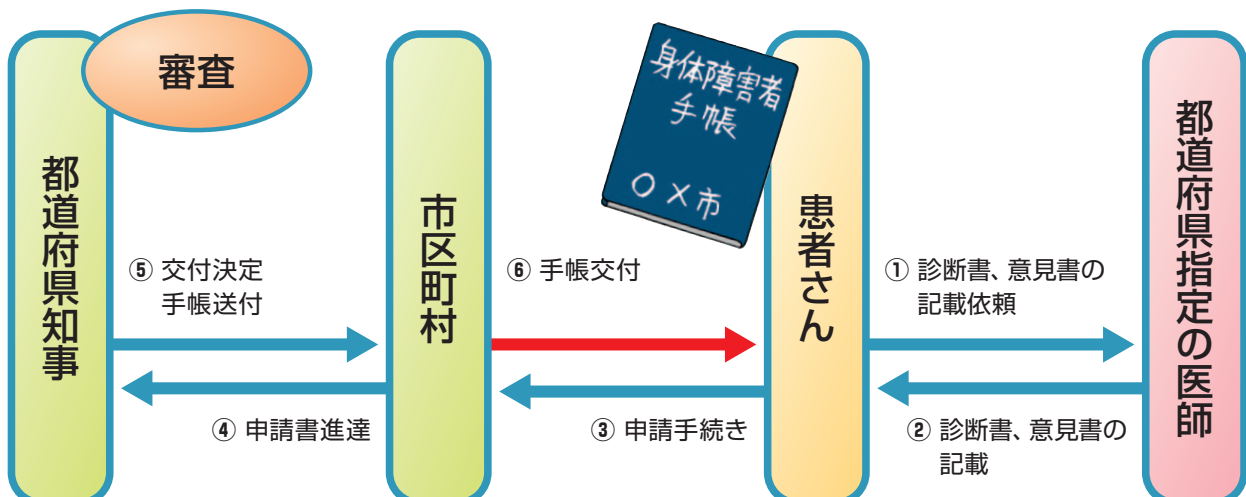 審査
都道府県知事
⑤ 交付決定
手帳送付
④ 申請書進達
市区町村
⑥ 手帳交付
③ 申請手続き
身体障害者
手帳
○×市
患者さん
① 診断書、意見書の
記載依頼
② 診断書、意見書の
記載
都道府県指定の医師